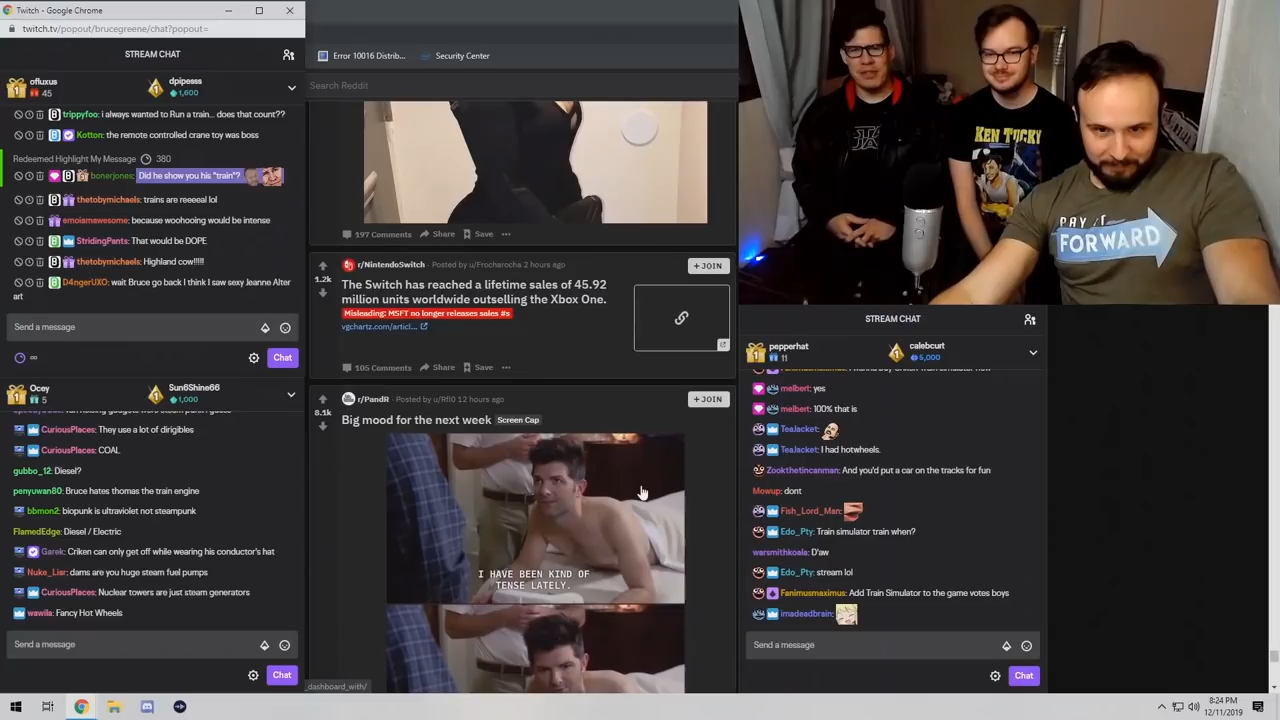 Twitch - Google Chrome
twitch.tv/popout/brucegreene/chat?popout=
STREAM CHAT
ofluxus
45
dpipesss
1,600
trippyfoo: i always wanted to Run a train... does that count??
Kotton: the remote controlled crane toy was boss
Redeemed Highlight My Message 380
bonerjones: Did he show you his "train"?
thetobymichaels: trains are reeeeal lol
emoiamawesome: because woohooing would be intense
StridingPants: That would be DOPE
thetobymichaels: Highland cow!!!!!
D4ngerUXO: wait Bruce go back I think I saw sexy Jeanne Alter
art
Send a message
Chat
Ocey
5
Sun6Shine66
1,000
CuriousPlaces: They use a lot of dirigibles
CuriousPlaces: COAL
gubbo_12: Diesel?
penyuwan80: Bruce hates thomas the train engine
bbmon2: biopunk is ultraviolet not steampunk
FlamedEdge: Diesel / Electric
Garek: Criken can only get off while wearing his conductor's hat
Nuke_Lisr: dams are you huge steam fuel pumps
CuriousPlaces: Nuclear towers are just steam generators
wawila: Fancy Hot Wheels
Send a message
Chat
Error 10016 Distrib...
Security Center
Search Reddit
197 Comments
Share
Save
1.2k
r/NintendoSwitch · Posted by u/Frocharocha 2 hours ago
+ JOIN
The Switch has reached a lifetime sales of 45.92
million units worldwide outselling the Xbox One.
Misleading: MSFT no longer releases sales #s
vgchartz.com/articl...
105 Comments
Share
Save
8.1k
r/PandR · Posted by u/Rfl0 12 hours ago
+ JOIN
Big mood for the next week
Screen Cap
I HAVE BEEN KIND OF
TENSE LATELY.
_dashboard_with/
KEN TUCKY
PAY IT
FORWARD
STREAM CHAT
pepperhat
11
calebcurt
5,000
melbert: yes
melbert: 100% that is
TeaJacket:
TeaJacket: I had hotwheels.
Zookthetincanman: And you'd put a car on the tracks for fun
Mowup: dont
Fish_Lord_Man:
Edo_Pty: Train simulator train when?
warsmithkoala: D'aw
Edo_Pty: stream lol
Fanimusmaximus: Add Train Simulator to the game votes boys
imadeadbrain:
Send a message
Chat
8:24 PM
12/11/2019